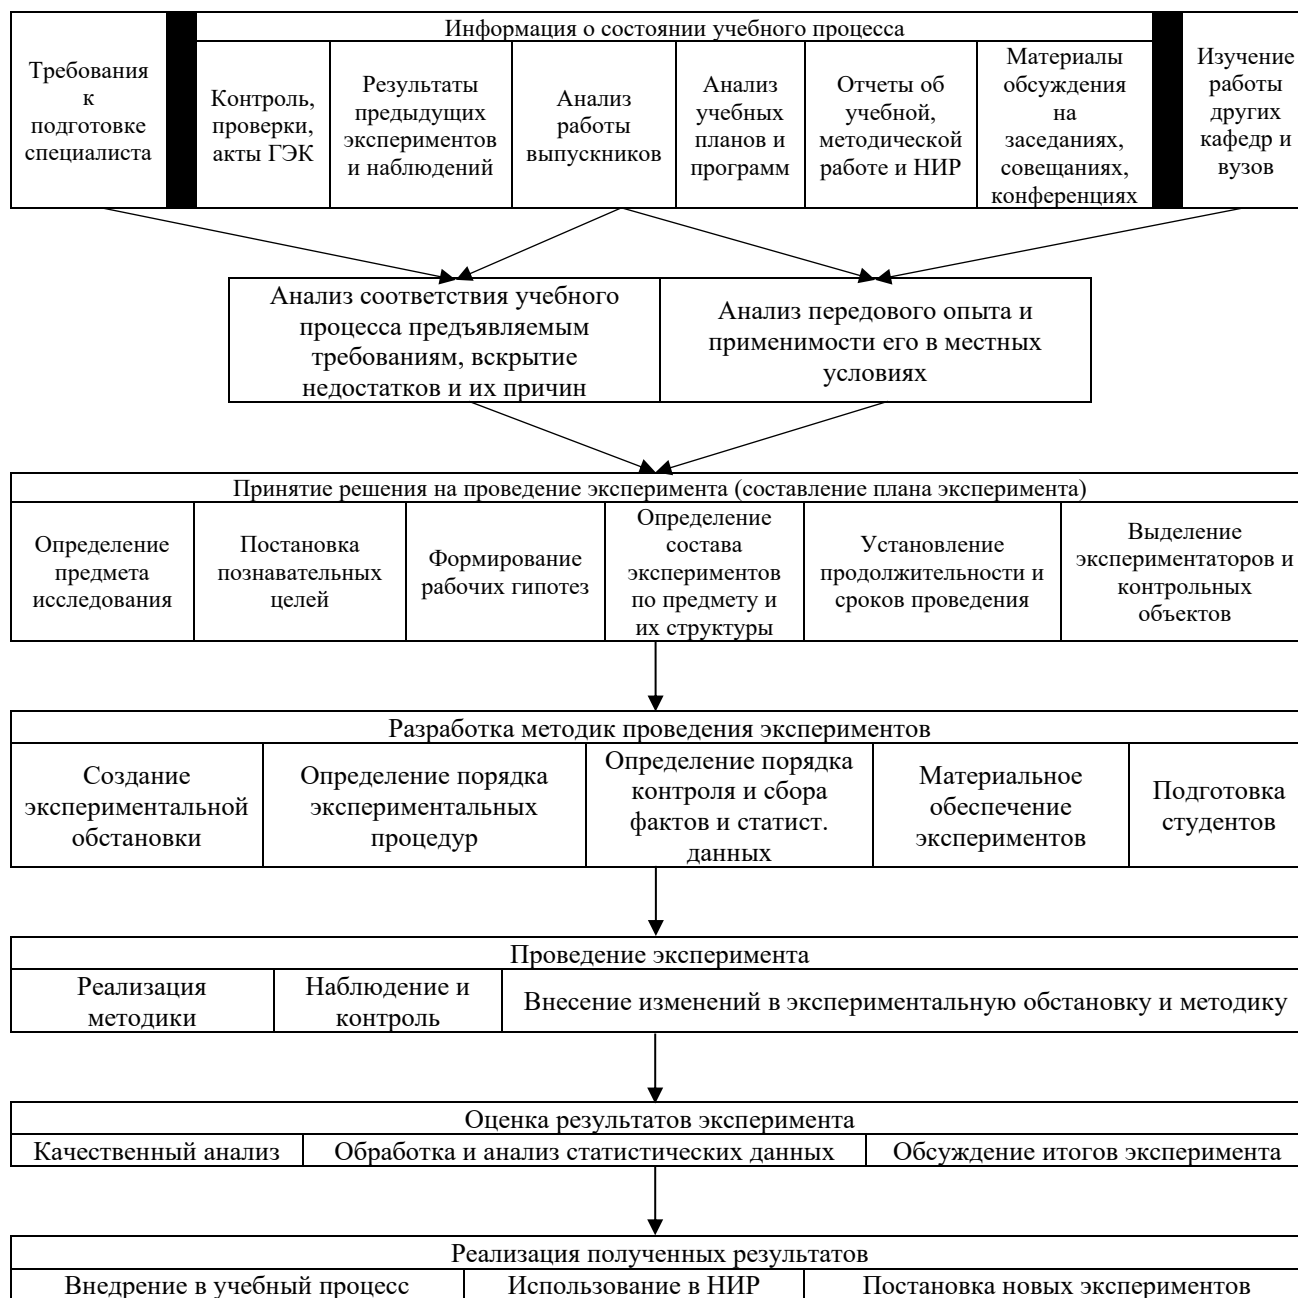 Информация о состоянии учебного процесса
Требования
к
подготовке
специалиста
Контроль,
проверки,
акты ГЭК
Результаты
предыдущих
экспериментов
и наблюдений
Анализ
работы
выпускников
Анализ
учебных
планов и
программ
Отчеты об
учебной,
методической
работе и НИР
Материалы
обсуждения
на
заседаниях,
совещаниях,
конференциях
Изучение
работы
других
кафедр и
вузов
Анализ соответствия учебного
процесса предъявляемым
требованиям, вскрытие
недостатков и их причин
Анализ передового опыта и
применимости его в местных
условиях
Принятие решения на проведение эксперимента (составление плана эксперимента)
Определение
предмета
исследования
Постановка
познавательных
целей
Формирование
рабочих гипотез
Определение
состава
экспериментов
по предмету и
их структуры
Установление
продолжительности и
сроков проведения
Выделение
экспериментаторов и
контрольных
объектов
Разработка методик проведения экспериментов
Создание
экспериментальной
обстановки
Определение порядка
экспериментальных
процедур
Определение порядка
контроля и сбора
фактов и статист.
данных
Материальное
обеспечение
экспериментов
Подготовка
студентов
Проведение эксперимента
Реализация
методики
Наблюдение и
контроль
Внесение изменений в экспериментальную обстановку и методику
Оценка результатов эксперимента
Качественный анализ
Обработка и анализ статистических данных
Обсуждение итогов эксперимента
Реализация полученных результатов
Внедрение в учебный процесс
Использование в НИР
Постановка новых экспериментов